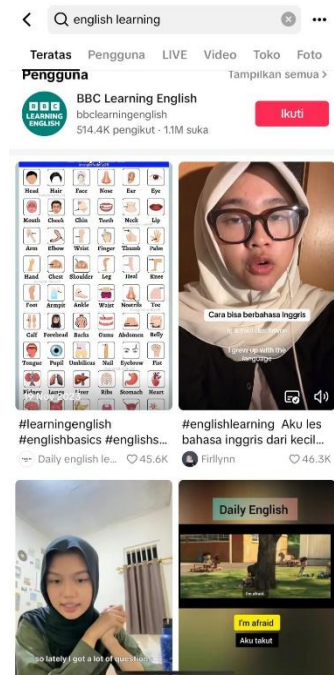 english learning
Teratas Pengguna LIVE Video Toko Foto
Pengguna Tampilkan semua >
BBC LEARNING ENGLISH
BBC Learning English
bbclearningenglish
514.4K pengikut · 1.1M suka
Ikuti
Head Hair Face Nose Ear Eye
Mouth Cheek Chin Teeth Neck Lip
Arm Elbow Wrist Finger Thumb Palm
Hand Chest Shoulder Leg Heel Knee
Foot Armpit Ankle Waist Nostrils Toe
Calf Forehead Back Gums Abdomen Belly
Tongue Pupil Umbilicus Nail Eyebrow Fist
Kidney Lungs Liver Ribs Stomach Heart
Cara bisa berbahasa Inggris
I grew up with the
language
#learningenglish
#englishbasics #englishs...
Daily english le... 45.6K
#englishlearning Aku les
bahasa inggris dari kecil...
Firllynn 46.3K
so lately I got a lot of questions
Daily English
I'm afraid
I'm afraid
Aku takut